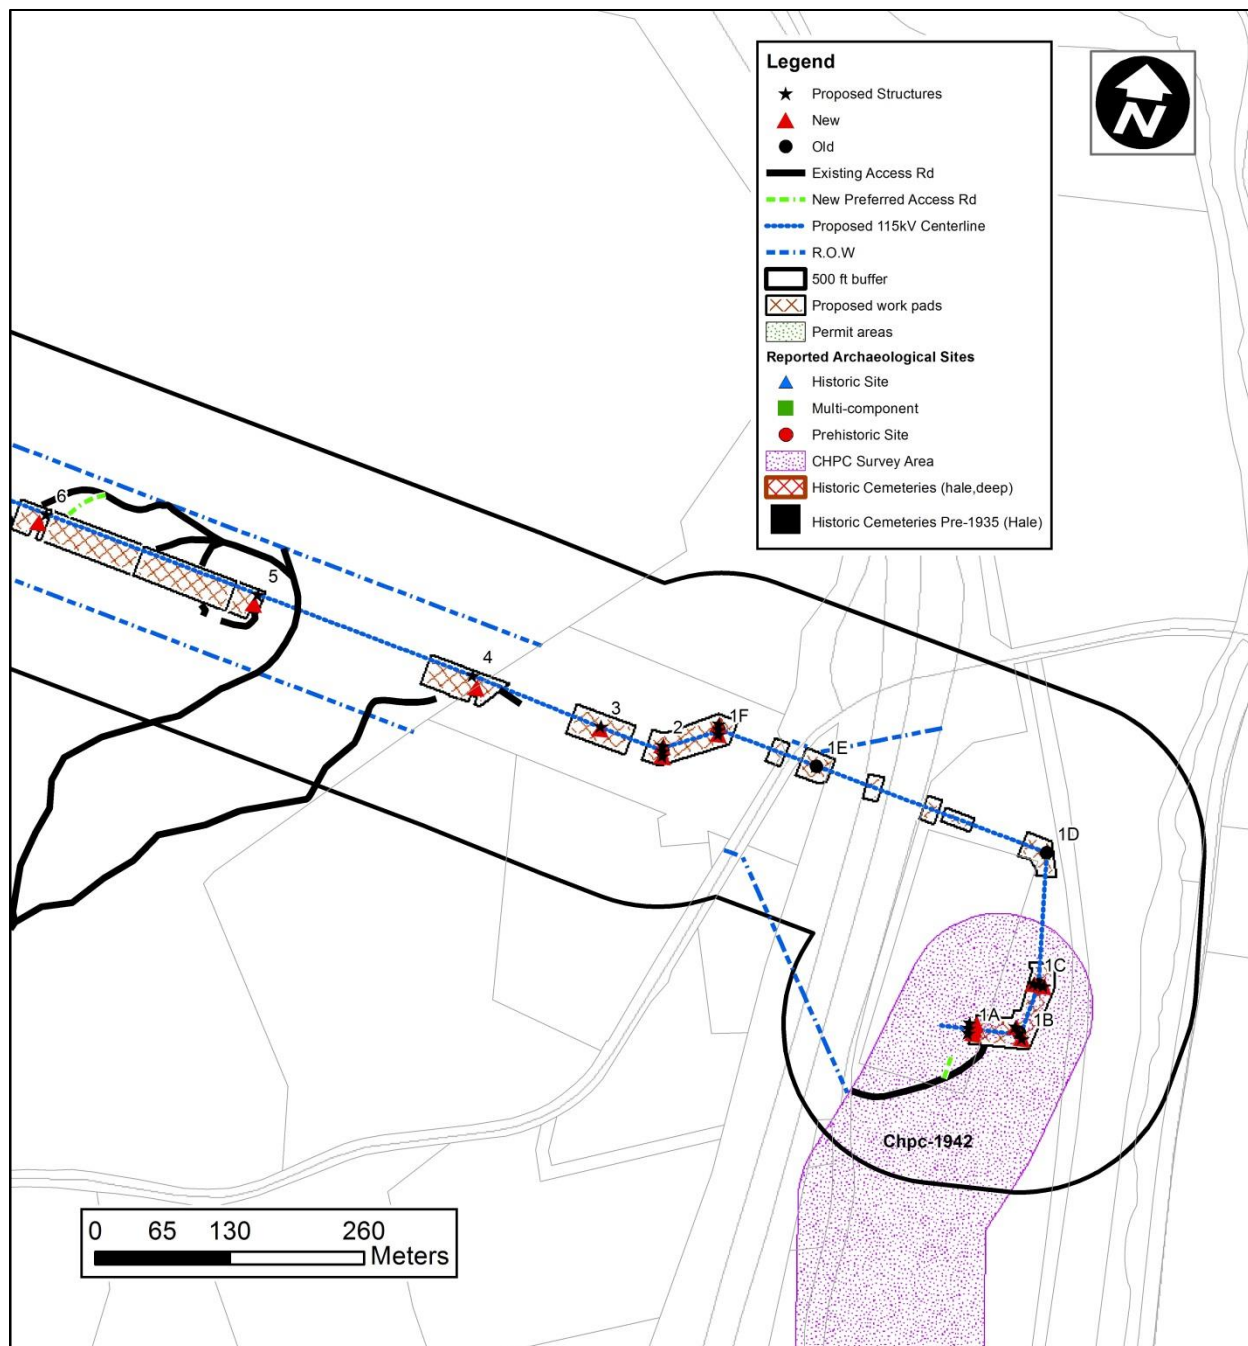 Legend
Proposed Structures
New
Old
Existing Access Rd
New Preferred Access Rd
Proposed 115kV Centerline
R.O.W
500 ft buffer
Proposed work pads
Permit areas
Reported Archaeological Sites
Historic Site
Multi-component
Prehistoric Site
CHPC Survey Area
Historic Cemeteries (hale,deep)
Historic Cemeteries Pre-1935 (Hale)
N
6
5
4
3
2
1F
1E
1D
1C
1A
1B
Chpc-1942
0 65 130 260
Meters